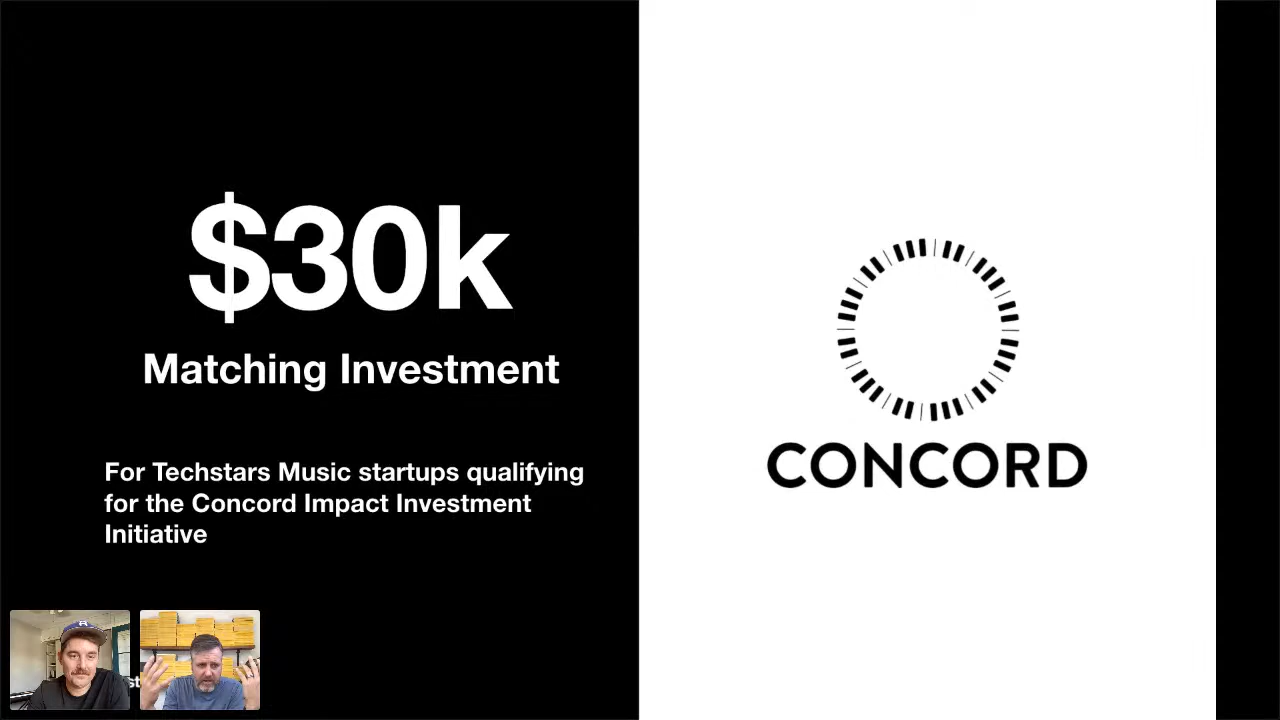 $30k
Matching Investment
For Techstars Music startups qualifying
for the Concord Impact Investment
Initiative
CONCORD